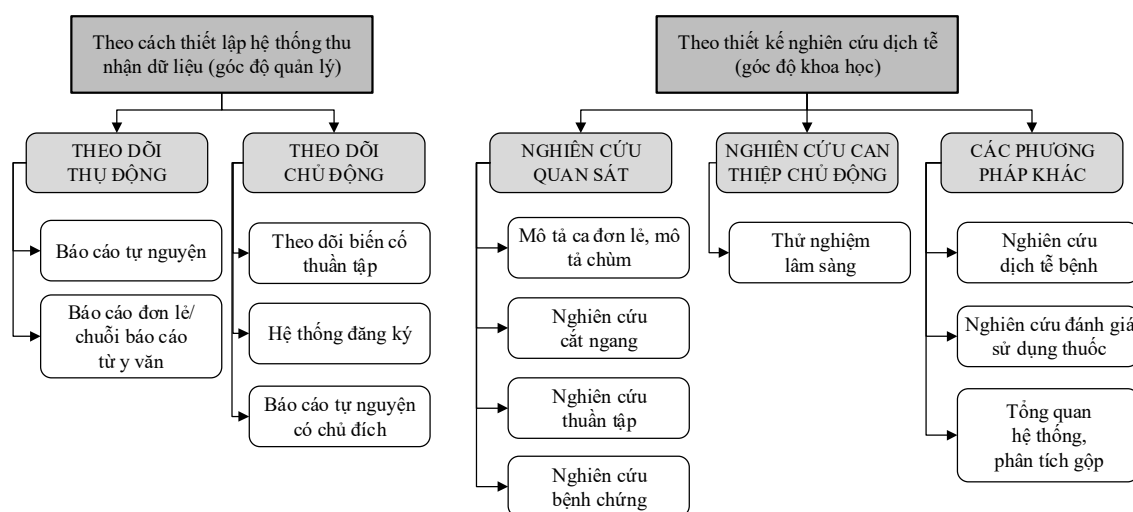 Theo cách thiết lập hệ thống thu
nhận dữ liệu (góc độ quản lý)
Theo thiết kế nghiên cứu dịch tễ
(góc độ khoa học)
THEO DÕI
THỤ ĐỘNG
THEO DÕI
CHỦ ĐỘNG
NGHIÊN CỨU
QUAN SÁT
NGHIÊN CỨU CAN
THIỆP CHỦ ĐỘNG
CÁC PHƯƠNG
PHÁP KHÁC
Báo cáo tự nguyện
Báo cáo đơn lẻ/
chuỗi báo cáo
từ y văn
Theo dõi biến cố
thuần tập
Hệ thống đăng ký
Báo cáo tự nguyện
có chủ đích
Mô tả ca đơn lẻ, mô
tả chùm
Nghiên cứu
cắt ngang
Nghiên cứu
thuần tập
Nghiên cứu
bệnh chứng
Thử nghiệm
lâm sàng
Nghiên cứu
dịch tễ bệnh
Nghiên cứu đánh giá
sử dụng thuốc
Tổng quan
hệ thống,
phân tích gộp